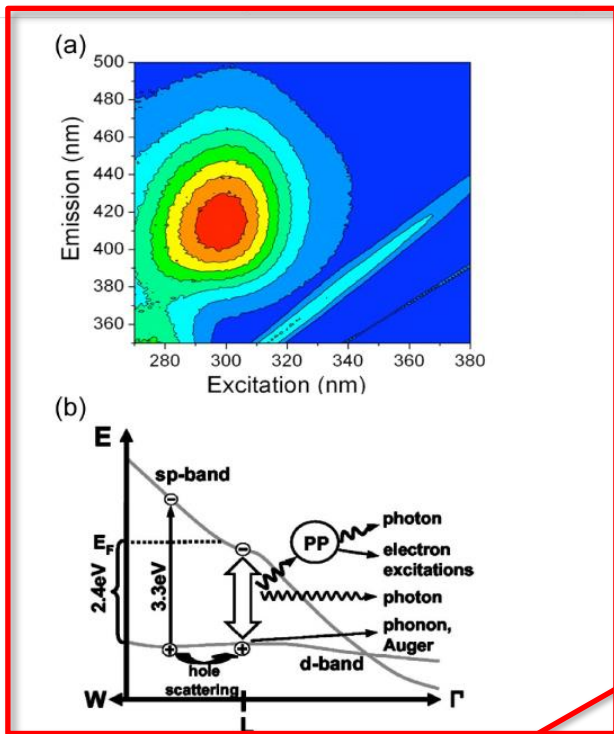 (a)
500
480
460
440
420
400
380
360
Emission (nm)
280 300 320 340 360 380
Excitation (nm)
(b)
E
sp-band
E_F
2.4eV
3.3eV
PP
photon
electron
excitations
photon
phonon,
Auger
hole
scattering
d-band
W
L
Γ